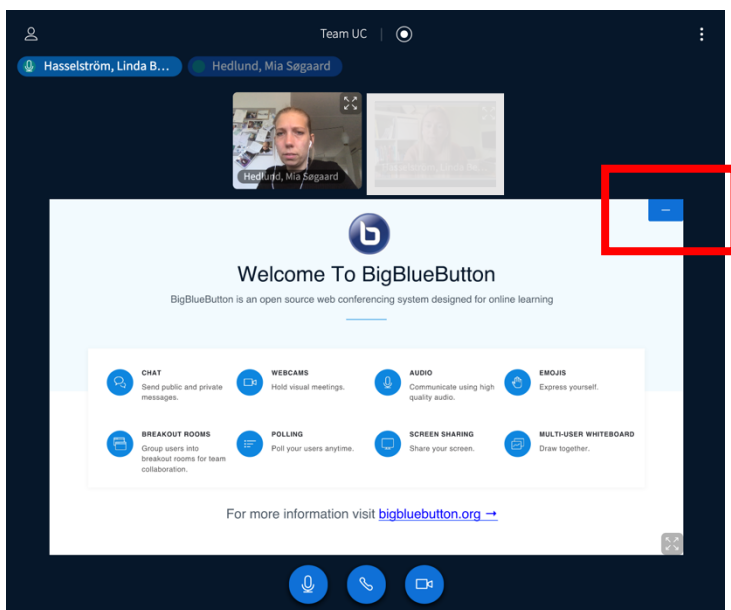 Team UC
Hasselström, Linda B...
Hedlund, Mia Søgaard
Hedlund, Mia Søgaard
Welcome To BigBlueButton
BigBlueButton is an open source web conferencing system designed for online learning
CHAT
Send public and private
messages.
WEBCAMS
Hold visual meetings.
AUDIO
Communicate using high
quality audio.
EMOJIS
Express yourself.
BREAKOUT ROOMS
Group users into
breakout rooms for team
collaboration.
POLLING
Poll your users anytime.
SCREEN SHARING
Share your screen.
MULTI-USER WHITEBOARD
Draw together.
For more information visit bigbluebutton.org →